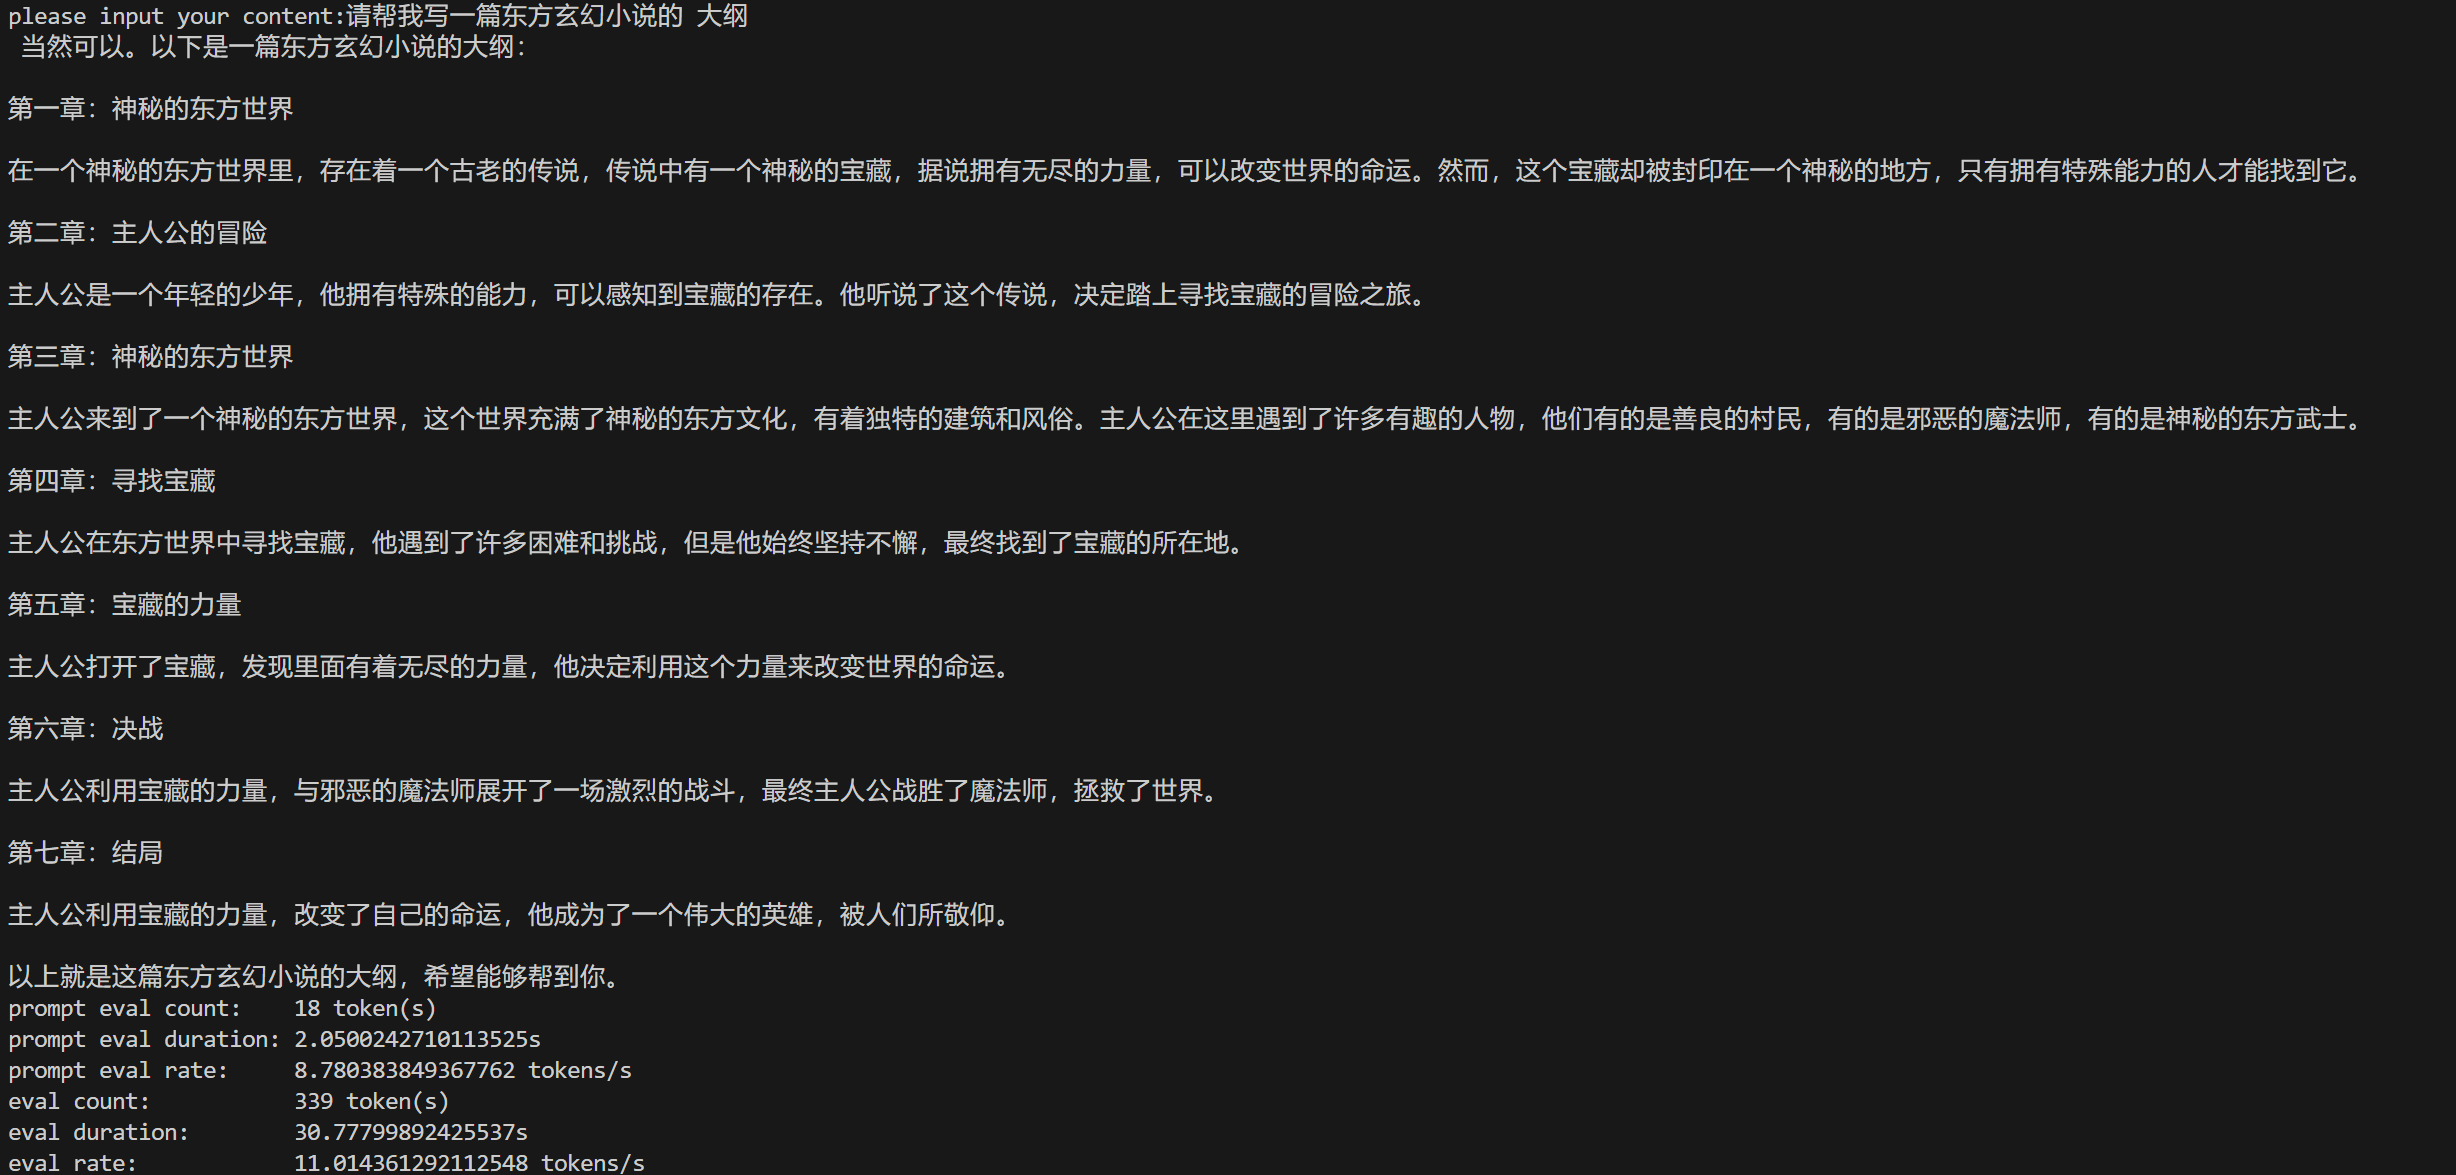 please input your content:请帮我写一篇东方玄幻小说的 大纲
当然可以。以下是一篇东方玄幻小说的大纲：
第一章：神秘的东方世界
在一个神秘的东方世界里，存在着一个古老的传说，传说中有一个神秘的宝藏，据说拥有无尽的力量，可以改变世界的命运。然而，这个宝藏却被封印在一个神秘的地方，只有拥有特殊能力的人才能找到它。
第二章：主人公的冒险
主人公是一个年轻的少年，他拥有特殊的能力，可以感知到宝藏的存在。他听说了这个传说，决定踏上寻找宝藏的冒险之旅。
第三章：神秘的东方世界
主人公来到了一个神秘的东方世界，这个世界充满了神秘的东方文化，有着独特的建筑和风俗。主人公在这里遇到了许多有趣的人物，他们有的是善良的村民，有的是邪恶的魔法师，有的是神秘的东方武士。
第四章：寻找宝藏
主人公在东方世界中寻找宝藏，他遇到了许多困难和挑战，但是他始终坚持不懈，最终找到了宝藏的所在地。
第五章：宝藏的力量
主人公打开了宝藏，发现里面有着无尽的力量，他决定利用这个力量来改变世界的命运。
第六章：决战
主人公利用宝藏的力量，与邪恶的魔法师展开了一场激烈的战斗，最终主人公战胜了魔法师，拯救了世界。
第七章：结局
主人公利用宝藏的力量，改变了自己的命运，他成为了一个伟大的英雄，被人们所敬仰。
以上就是这篇东方玄幻小说的大纲，希望能够帮到你。
prompt eval count:    18 token(s)
prompt eval duration: 2.0500242710113525s
prompt eval rate:     8.780383849367762 tokens/s
eval count:           339 token(s)
eval duration:        30.77799892425537s
eval rate:            11.014361292112548 tokens/s